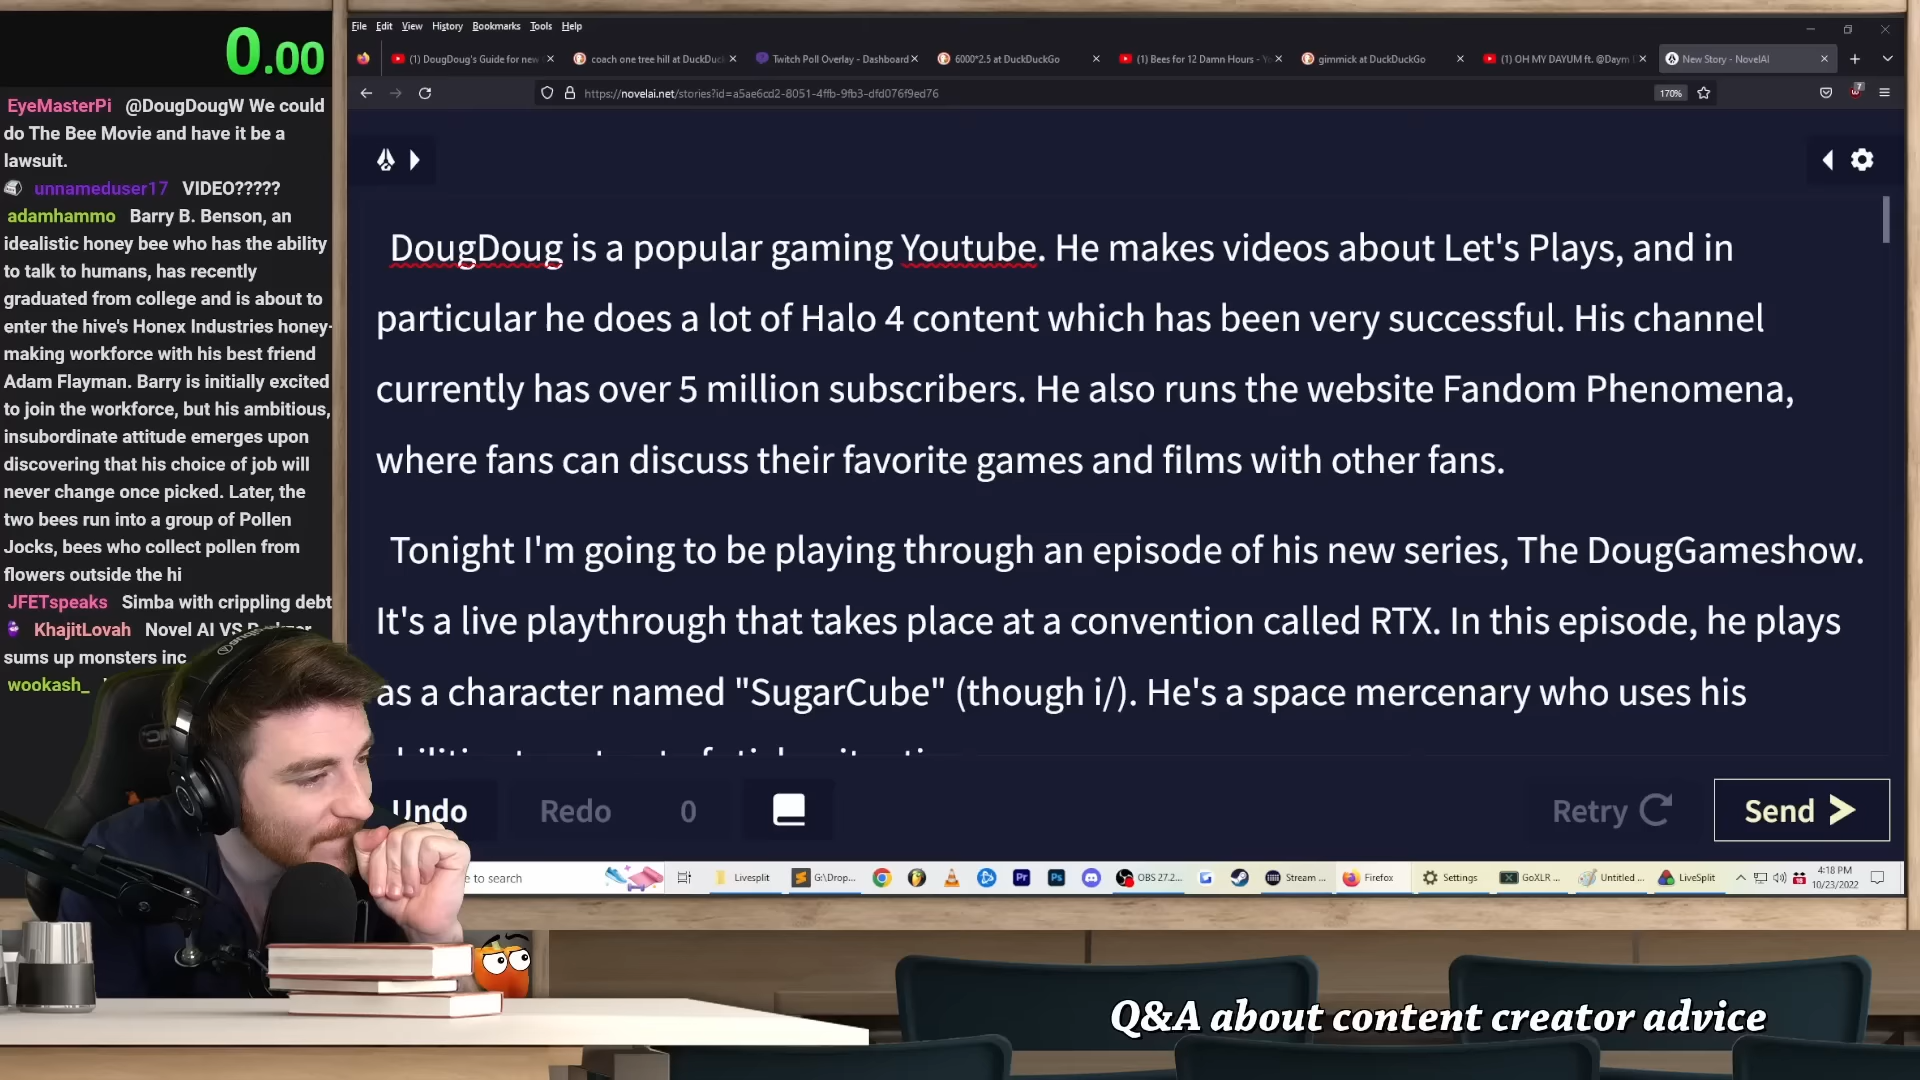 0.00
EyeMasterPi @DougDougW We could
do The Bee Movie and have it be a
lawsuit.
unnameduser17 VIDEO?????
adamhammo Barry B. Benson, an
idealistic honey bee who has the ability
to talk to humans, has recently
graduated from college and is about to
enter the hive's Honex Industries honey-
making workforce with his best friend
Adam Flayman. Barry is initially excited
to join the workforce, but his ambitious,
insubordinate attitude emerges upon
discovering that his choice of job will
never change once picked. Later, the
two bees run into a group of Pollen
Jocks, bees who collect pollen from
flowers outside the hi
JFETspeaks Simba with crippling debt
KhajitLovah Novel AI VS
sums up monsters inc
wookash_
File Edit View History Bookmarks Tools Help
(1) DougDoug's Guide for new
coach one tree hill at DuckDuc
Twitch Poll Overlay - Dashboard
6000*2.5 at DuckDuckGo
(1) Bees for 12 Damn Hours - Yo
gimmick at DuckDuckGo
(1) OH MY DAYUM ft. @Daym D
New Story - NovelAI
https://novelai.net/stories?id=a5ae6cd2-8051-4ffb-9fb3-dfd076f9ed76
170%
DougDoug is a popular gaming Youtube. He makes videos about Let's Plays, and in
particular he does a lot of Halo 4 content which has been very successful. His channel
currently has over 5 million subscribers. He also runs the website Fandom Phenomena,
where fans can discuss their favorite games and films with other fans.
Tonight I'm going to be playing through an episode of his new series, The DougGameshow.
It's a live playthrough that takes place at a convention called RTX. In this episode, he plays
as a character named "SugarCube" (though i/). He's a space mercenary who uses his
Undo Redo 0 Retry Send
e to search
Livesplit
G:\Drop...
Pr
Ps
OBS 27.2...
Stream ...
Firefox
Settings
GoXLR ...
Untitled ...
LiveSplit
4:18 PM
10/23/2022
Q&A about content creator advice